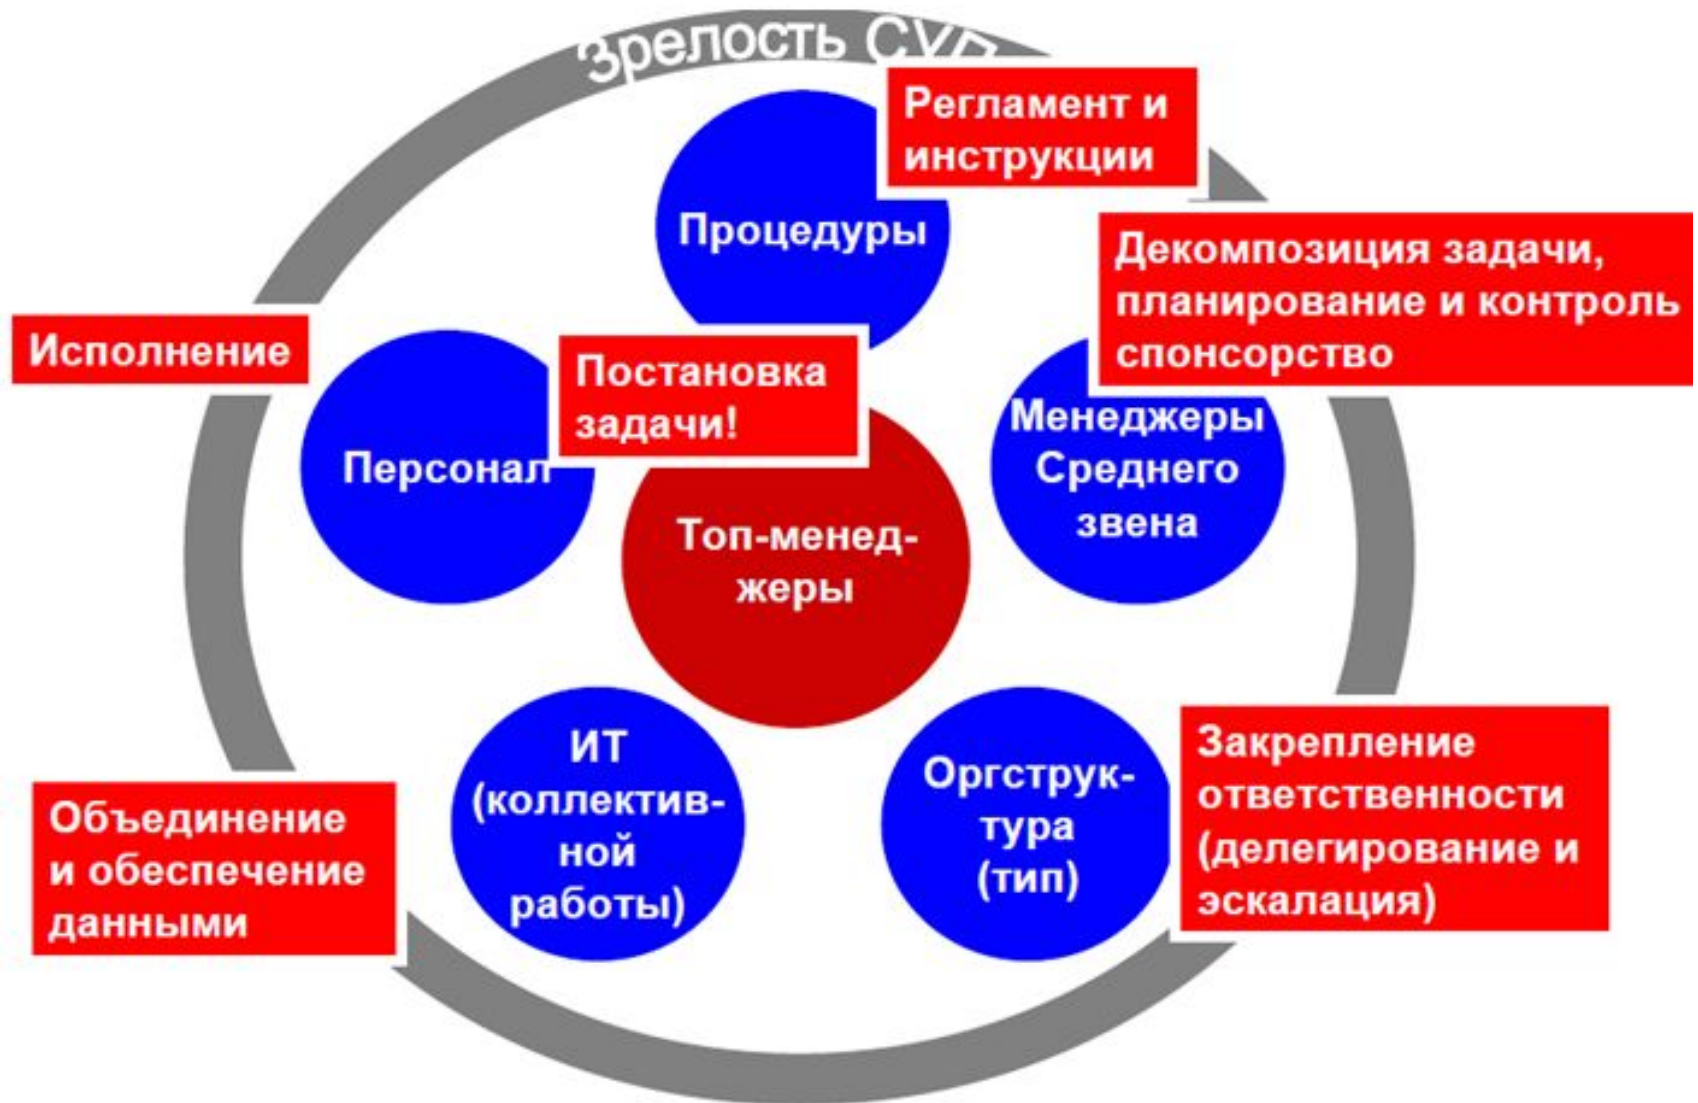 Зрелость СУП
Регламент и
инструкции
Процедуры
Декомпозиция задачи,
планирование и контроль
спонсорство
Исполнение
Постановка
задачи!
Персонал
Менеджеры
Среднего
звена
Топ-менед-
жеры
ИТ
(коллектив-
ной
работы)
Оргструк-
тура
(тип)
Закрепление
ответственности
(делегирование и
эскалация)
Объединение
и обеспечение
данными